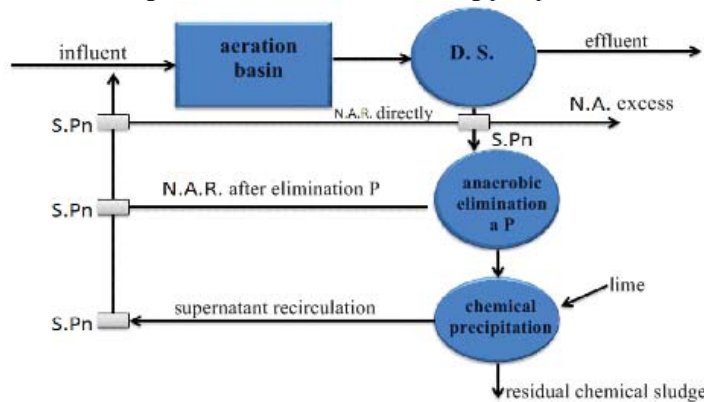 influent
aeration
basin
D. S.
effluent
S.Pn
N.A.R. directly
N.A. excess
S.Pn
S.Pn
N.A.R. after elimination P
anaerobic
elimination
a P
lime
S.Pn
supernatant recirculation
chemical
precipitation
residual chemical sludge